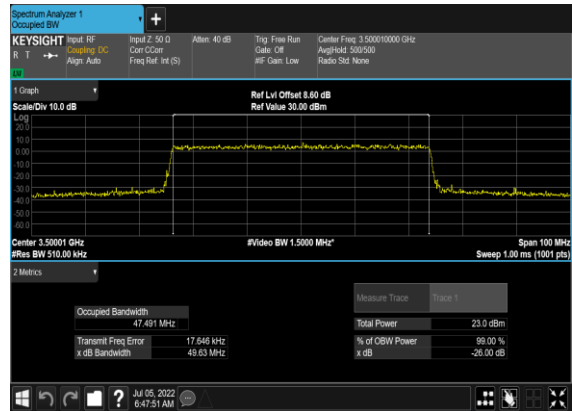 Spectrum Analyzer 1
Occupied BW
+
KEYSIGHT
R T
LV
Input: RF
Coupling: DC
Align: Auto
Input Z: 50 Ω
Corr CCorr
Freq Ref: Int (S)
Atten: 40 dB
Trig: Free Run
Gate: Off
#IF Gain: Low
Center Freq: 3.500010000 GHz
Avg|Hold: 500/500
Radio Std: None
1 Graph
Scale/Div 10.0 dB
Ref Lvl Offset 8.60 dB
Ref Value 30.00 dBm
Log
20.0
10.0
0.00
-10.0
-20.0
-30.0
-40.0
-50.0
-60.0
Center 3.50001 GHz
#Res BW 510.00 kHz
#Video BW 1.5000 MHz*
Span 100 MHz
Sweep 1.00 ms (1001 pts)
2 Metrics
Measure Trace
Trace 1
Occupied Bandwidth
47.491 MHz
Total Power
23.0 dBm
Transmit Freq Error
17.646 kHz
% of OBW Power
99.00 %
x dB Bandwidth
49.63 MHz
x dB
-26.00 dB
?
Jul 05, 2022
6:47:51 AM